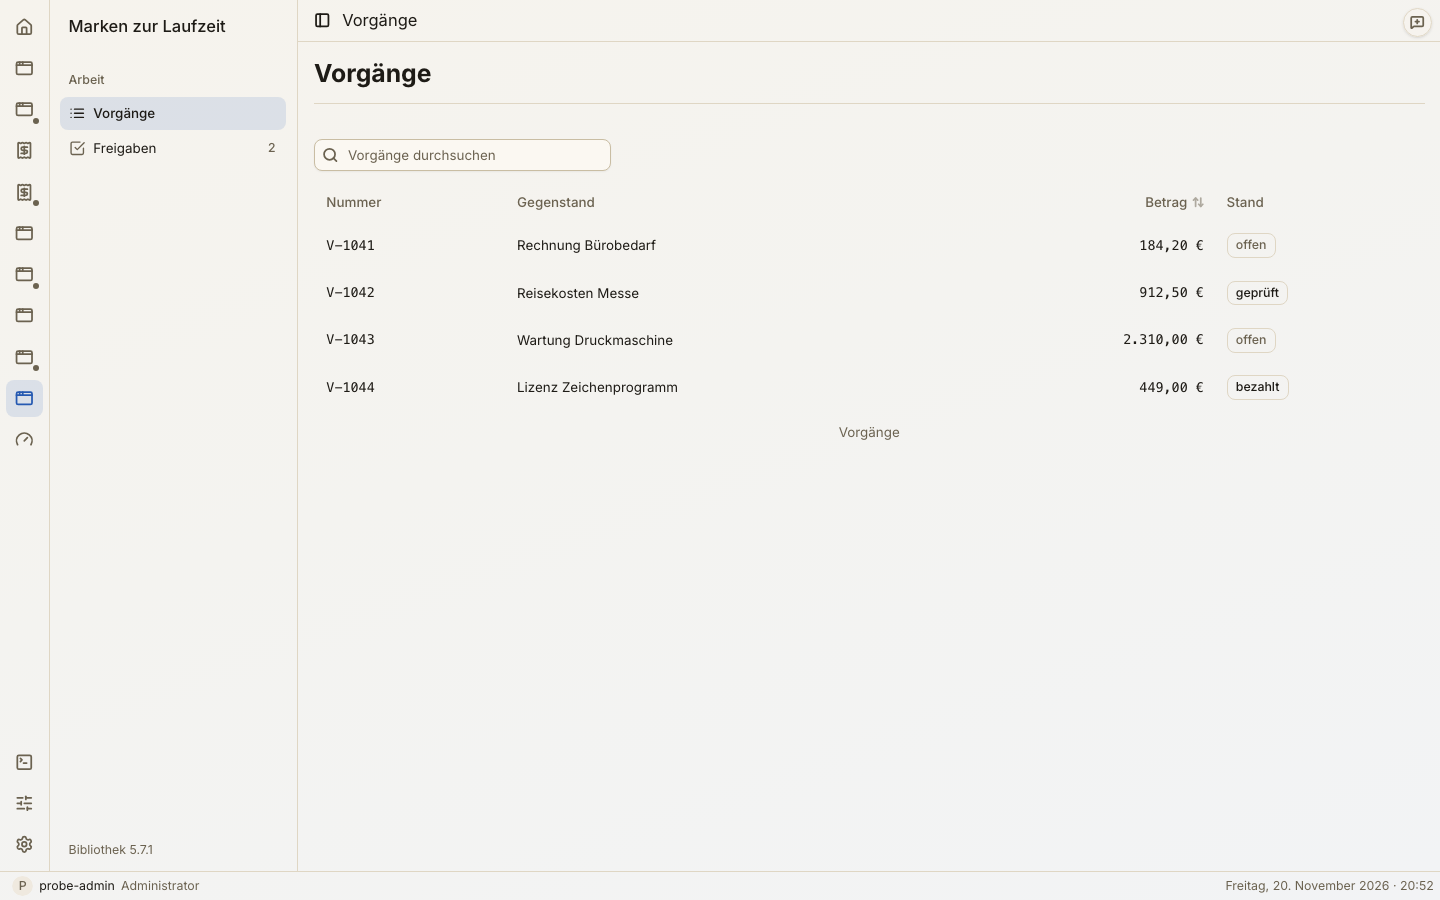 Marken zur Laufzeit
Arbeit
Vorgänge
Freigaben 2
Bibliothek 5.7.1
Vorgänge
Vorgänge
Vorgänge durchsuchen
Nummer Gegenstand Betrag Stand
V-1041 Rechnung Bürobedarf 184,20 € offen
V-1042 Reisekosten Messe 912,50 € geprüft
V-1043 Wartung Druckmaschine 2.310,00 € offen
V-1044 Lizenz Zeichenprogramm 449,00 € bezahlt
Vorgänge
P probe-admin Administrator
Freitag, 20. November 2026 · 20:52